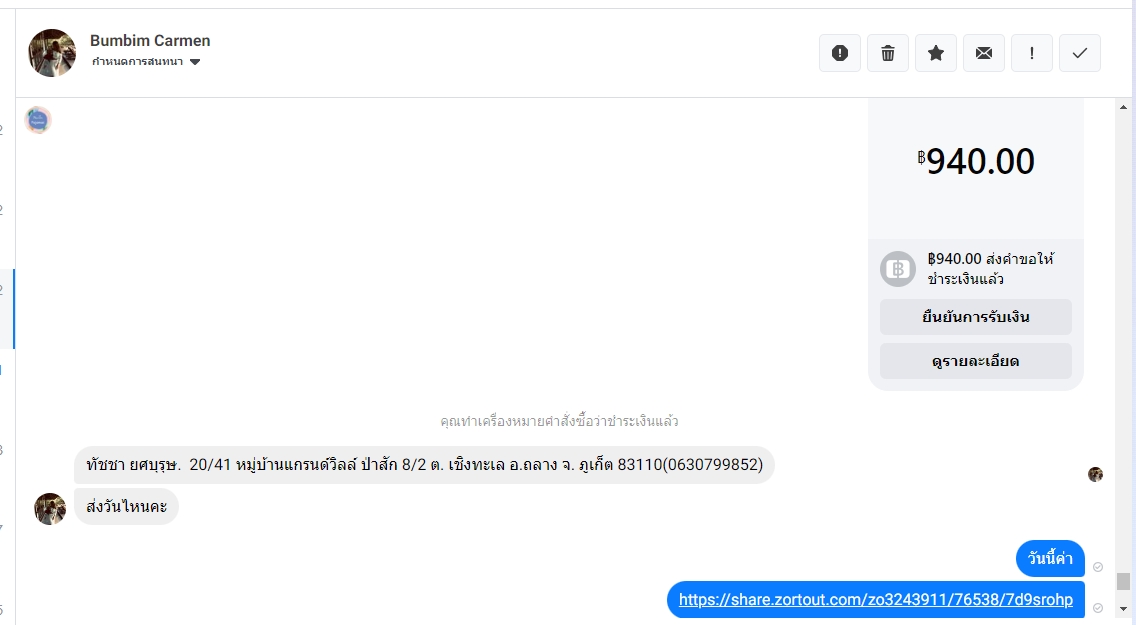 Bumbim Carmen
กำหนดการสนทนา
฿940.00
฿940.00 ส่งคำขอให้
ชำระเงินแล้ว
ยืนยันการรับเงิน
ดูรายละเอียด
คุณทำเครื่องหมายคำสั่งซื้อว่าชำระเงินแล้ว
ทัชชา ยศบุรุษ. 20/41 หมู่บ้านแกรนด์วิลล์ ป่าสัก 8/2 ต. เชิงทะเล อ.ถลาง จ. ภูเก็ต 83110(0630799852)
ส่งวันไหนคะ
วันนี้ค่า
https://share.zortout.com/zo3243911/76538/7d9srohp